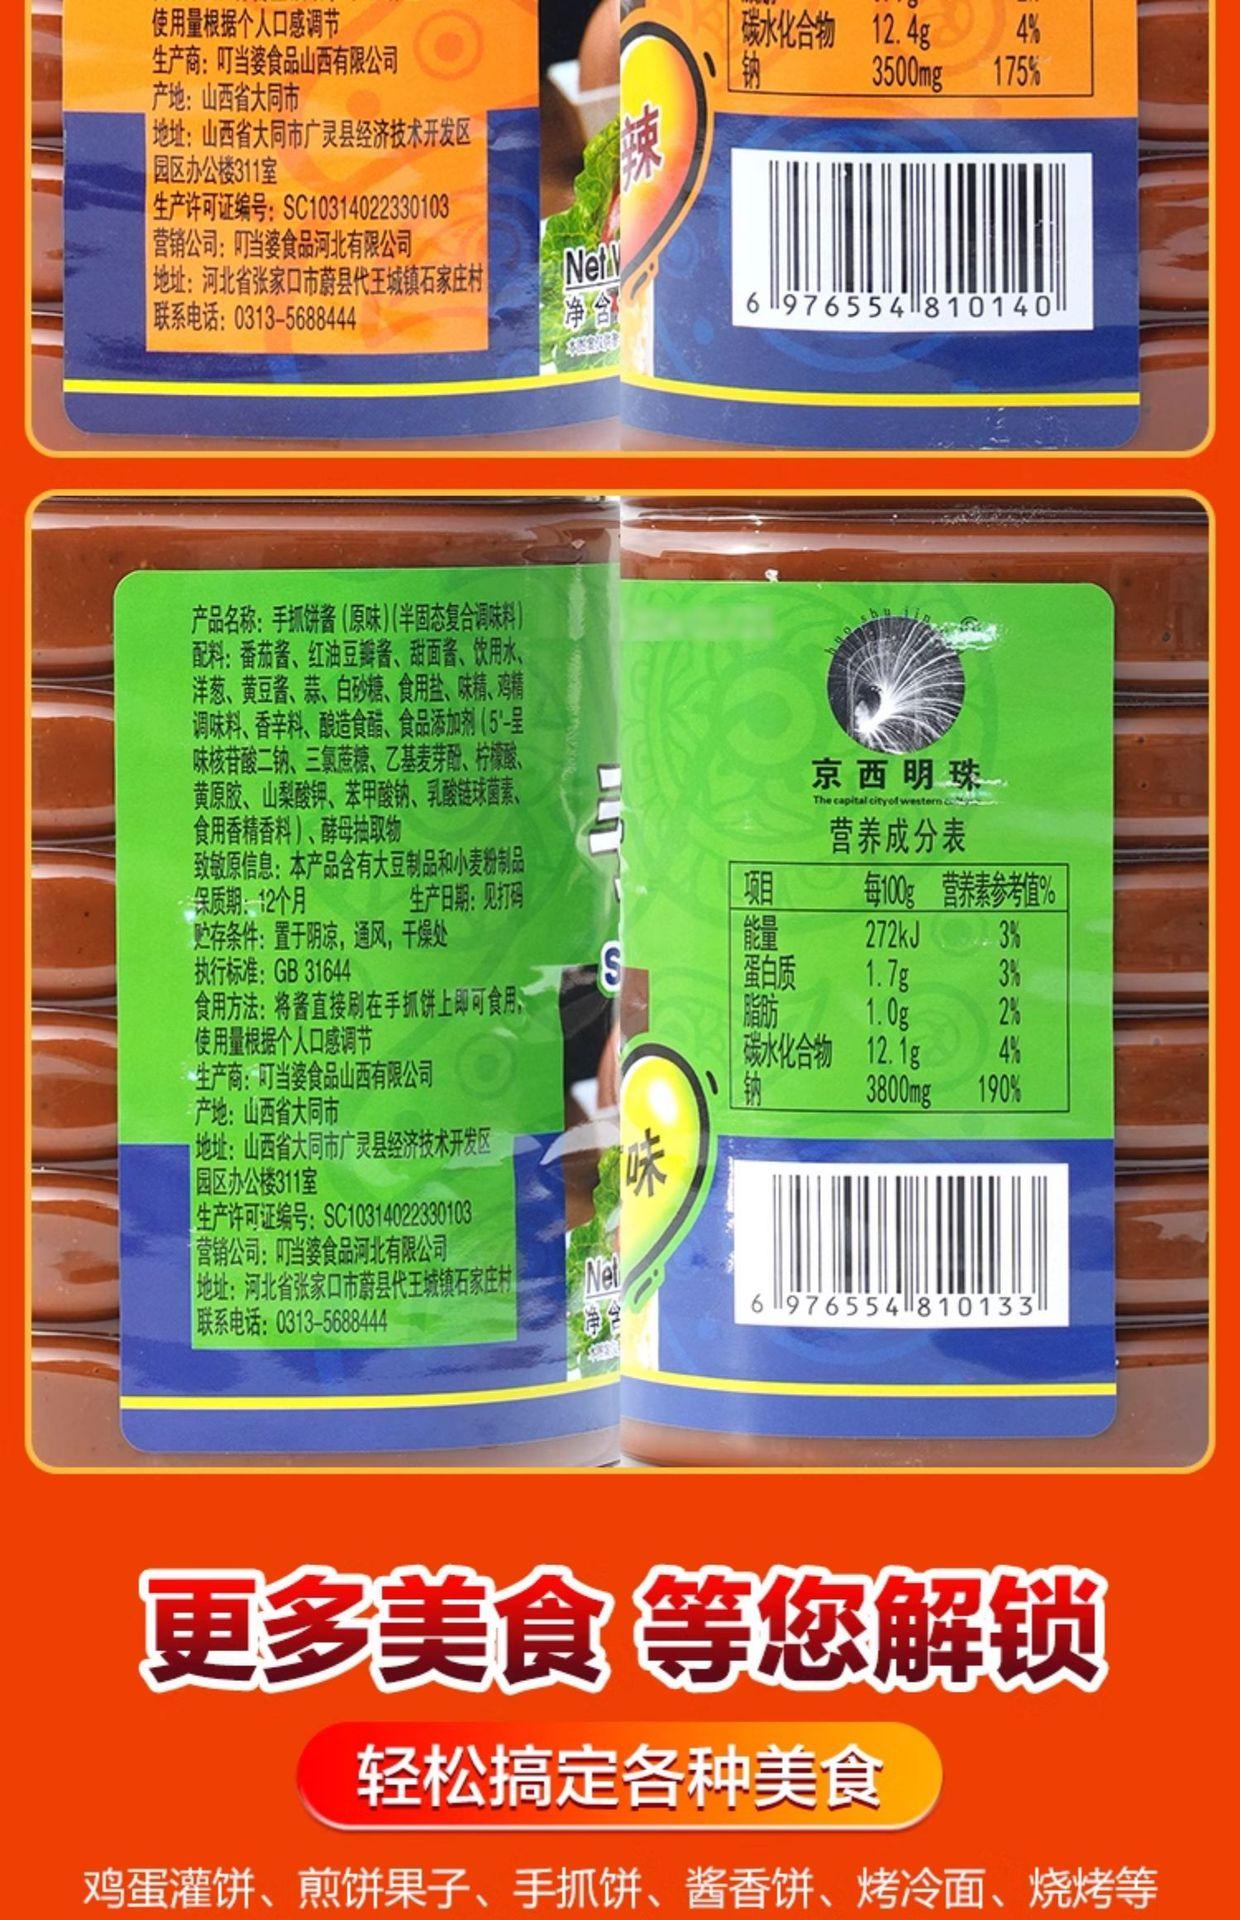 使用量根据个人口感调节
生产商：叮当婆食品山西有限公司
产地：山西省大同市
地址：山西省大同市广灵县经济技术开发区
园区办公楼311室
生产许可证编号：SC10314022330103
营销公司：叮当婆食品河北有限公司
地址：河北省张家口市蔚县代王城镇石家庄村
联系电话：0313-5688444
Net
净 含
辣
碳水化合物 12.4g 4%
钠 3500mg 175%
6 976554 810140
产品名称：手抓饼酱（原味）（半固态复合调味料）
配料：番茄酱、红油豆瓣酱、甜面酱、饮用水、
洋葱、黄豆酱、蒜、白砂糖、食用盐、味精、鸡精
调味料、香辛料、酿造食醋、食品添加剂（5'-呈
味核苷酸二钠、三氯蔗糖、乙基麦芽酚、柠檬酸、
黄原胶、山梨酸钾、苯甲酸钠、乳酸链球菌素、
食用香精香料）、酵母抽取物
致敏原信息：本产品含有大豆制品和小麦粉制品
保质期：12个月 生产日期：见打码
贮存条件：置于阴凉，通风，干燥处
执行标准：GB 31644
食用方法：将酱直接刷在手抓饼上即可食用，
使用量根据个人口感调节
生产商：叮当婆食品山西有限公司
产地：山西省大同市
地址：山西省大同市广灵县经济技术开发区
园区办公楼311室
生产许可证编号：SC10314022330103
营销公司：叮当婆食品河北有限公司
地址：河北省张家口市蔚县代王城镇石家庄村
联系电话：0313-5688444
Net
净 含
味
京西明珠
The capital city of western
营养成分表
项目 每100g 营养素参考值%
能量 272kJ 3%
蛋白质 1.7g 3%
脂肪 1.0g 2%
碳水化合物 12.1g 4%
钠 3800mg 190%
6 976554 810133
更多美食 等您解锁
轻松搞定各种美食
鸡蛋灌饼、煎饼果子、手抓饼、酱香饼、烤冷面、烧烤等